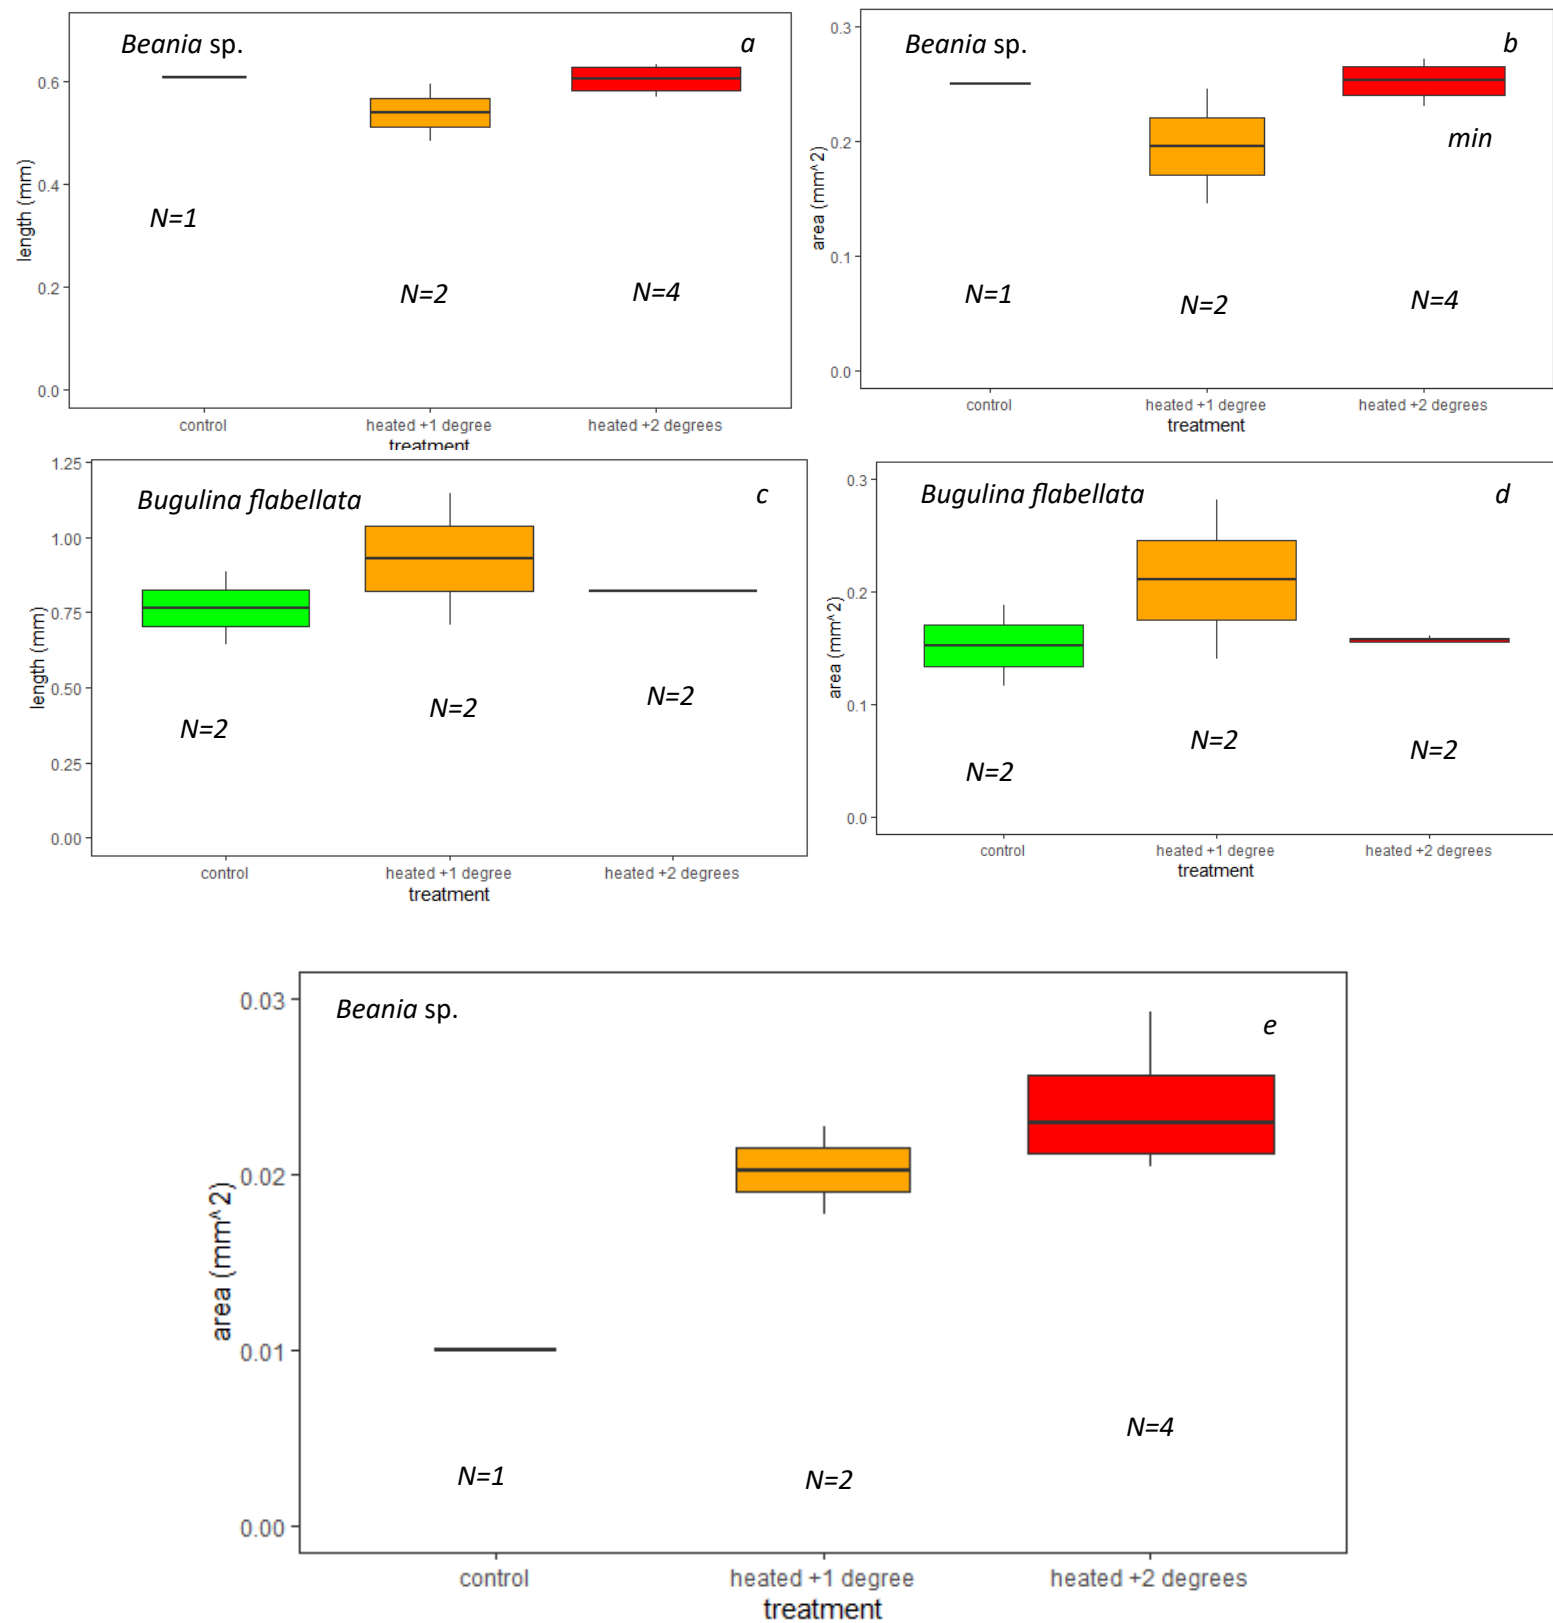 Beania sp.
a
length (mm)
0.6
0.4
0.2
0.0
N=1
N=2
N=4
control
heated +1 degree
heated +2 degrees
treatment
Beania sp.
b
area (mm^2)
0.3
0.2
0.1
0.0
min
N=1
N=2
N=4
control
heated +1 degree
heated +2 degrees
treatment
Bugulina flabellata
c
length (mm)
1.25
1.00
0.75
0.50
0.25
0.00
N=2
N=2
N=2
control
heated +1 degree
heated +2 degrees
treatment
Bugulina flabellata
d
area (mm^2)
0.3
0.2
0.1
0.0
N=2
N=2
N=2
control
heated +1 degree
heated +2 degrees
treatment
Beania sp.
e
area (mm^2)
0.03
0.02
0.01
0.00
N=1
N=2
N=4
control
heated +1 degree
heated +2 degrees
treatment